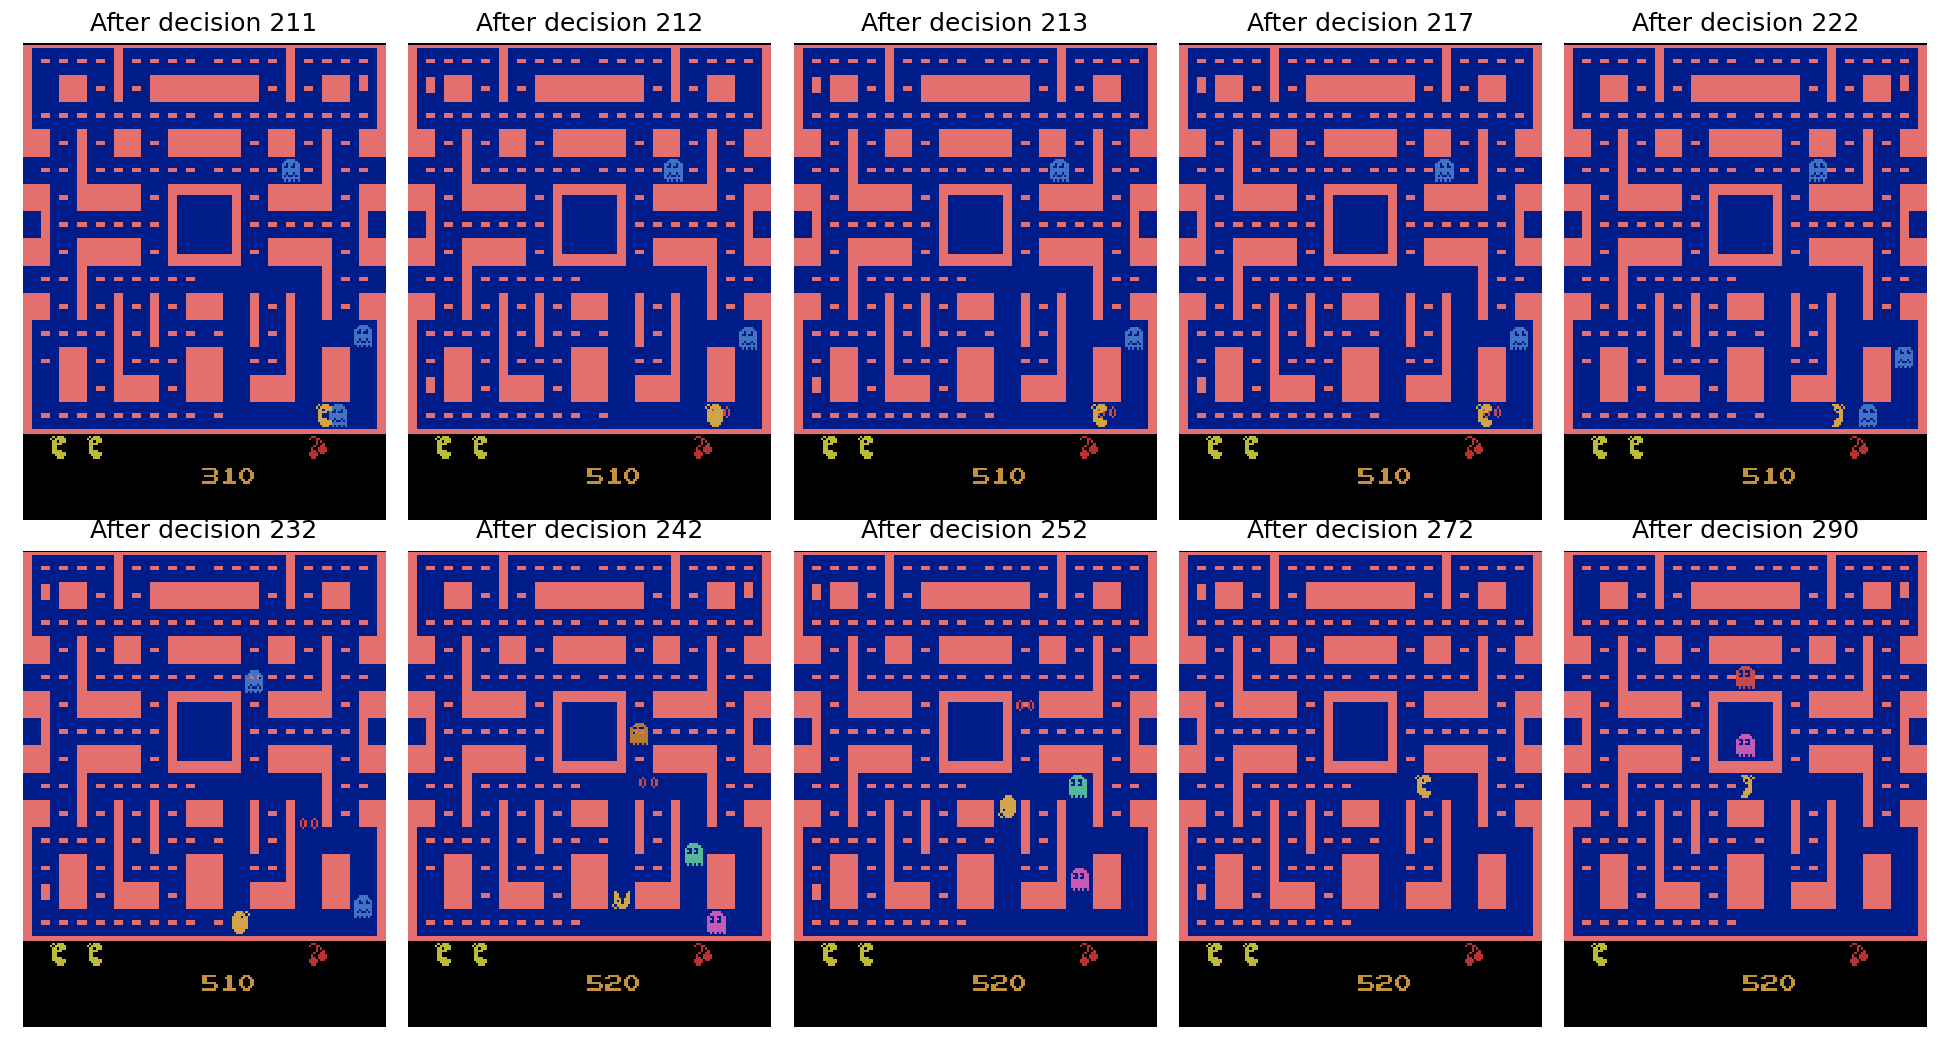 After decision 211
After decision 212
After decision 213
After decision 217
After decision 222
310
510
510
510
510
After decision 232
After decision 242
After decision 252
After decision 272
After decision 290
510
520
520
520
520